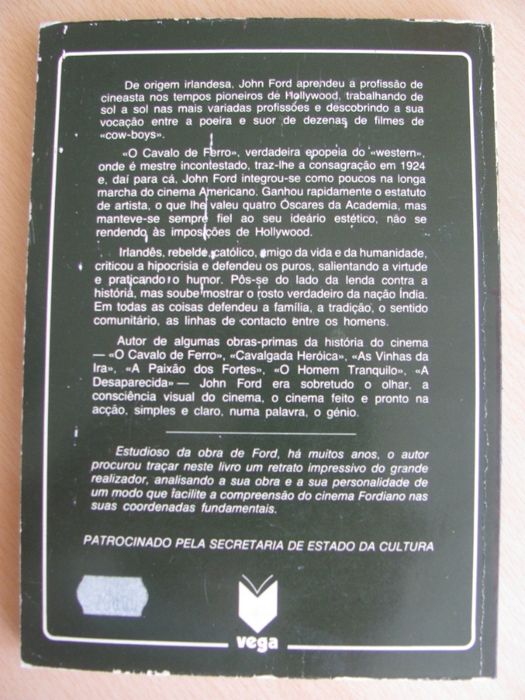 De origem irlandesa, John Ford aprendeu a profissão de
cineasta nos tempos pioneiros de Hollywood, trabalhando de
sol a sol nas mais variadas profissões e descobrindo a sua
vocação entre a poeira e suor de dezenas de filmes de
«cow-boys».
«O Cavalo de Ferro», verdadeira epopeia do «western»,
onde é mestre incontestado, traz-lhe a consagração em 1924
e, daí para cá, John Ford integrou-se como poucos na longa
marcha do cinema Americano. Ganhou rapidamente o estatuto
de artista, o que lhe valeu quatro Óscares da Academia, mas
manteve-se sempre fiel ao seu ideário estético, não se
rendendo às imposições de Hollywood.
Irlandês, rebelde, católico, amigo da vida e da humanidade,
criticou a hipocrisia e defendeu os puros, salientando a virtude
e praticando o humor. Pôs-se do lado da lenda contra a
história, mas soube mostrar o rosto verdadeiro da nação Índia.
Em todas as coisas defendeu a família, a tradição, o sentido
comunitário, as linhas de contacto entre os homens.
Autor de algumas obras-primas da história do cinema
— «O Cavalo de Ferro», «Cavalgada Heróica», «As Vinhas da
Ira», «A Paixão dos Fortes», «O Homem Tranquilo», «A
Desaparecida» — John Ford era sobretudo o olhar, a
consciência visual do cinema, o cinema feito e pronto na
acção, simples e claro, numa palavra, o génio.
Estudioso da obra de Ford, há muitos anos, o autor
procurou traçar neste livro um retrato impressivo do grande
realizador, analisando a sua obra e a sua personalidade de
um modo que facilite a compreensão do cinema Fordiano nas
suas coordenadas fundamentais.
PATROCINADO PELA SECRETARIA DE ESTADO DA CULTURA
vega